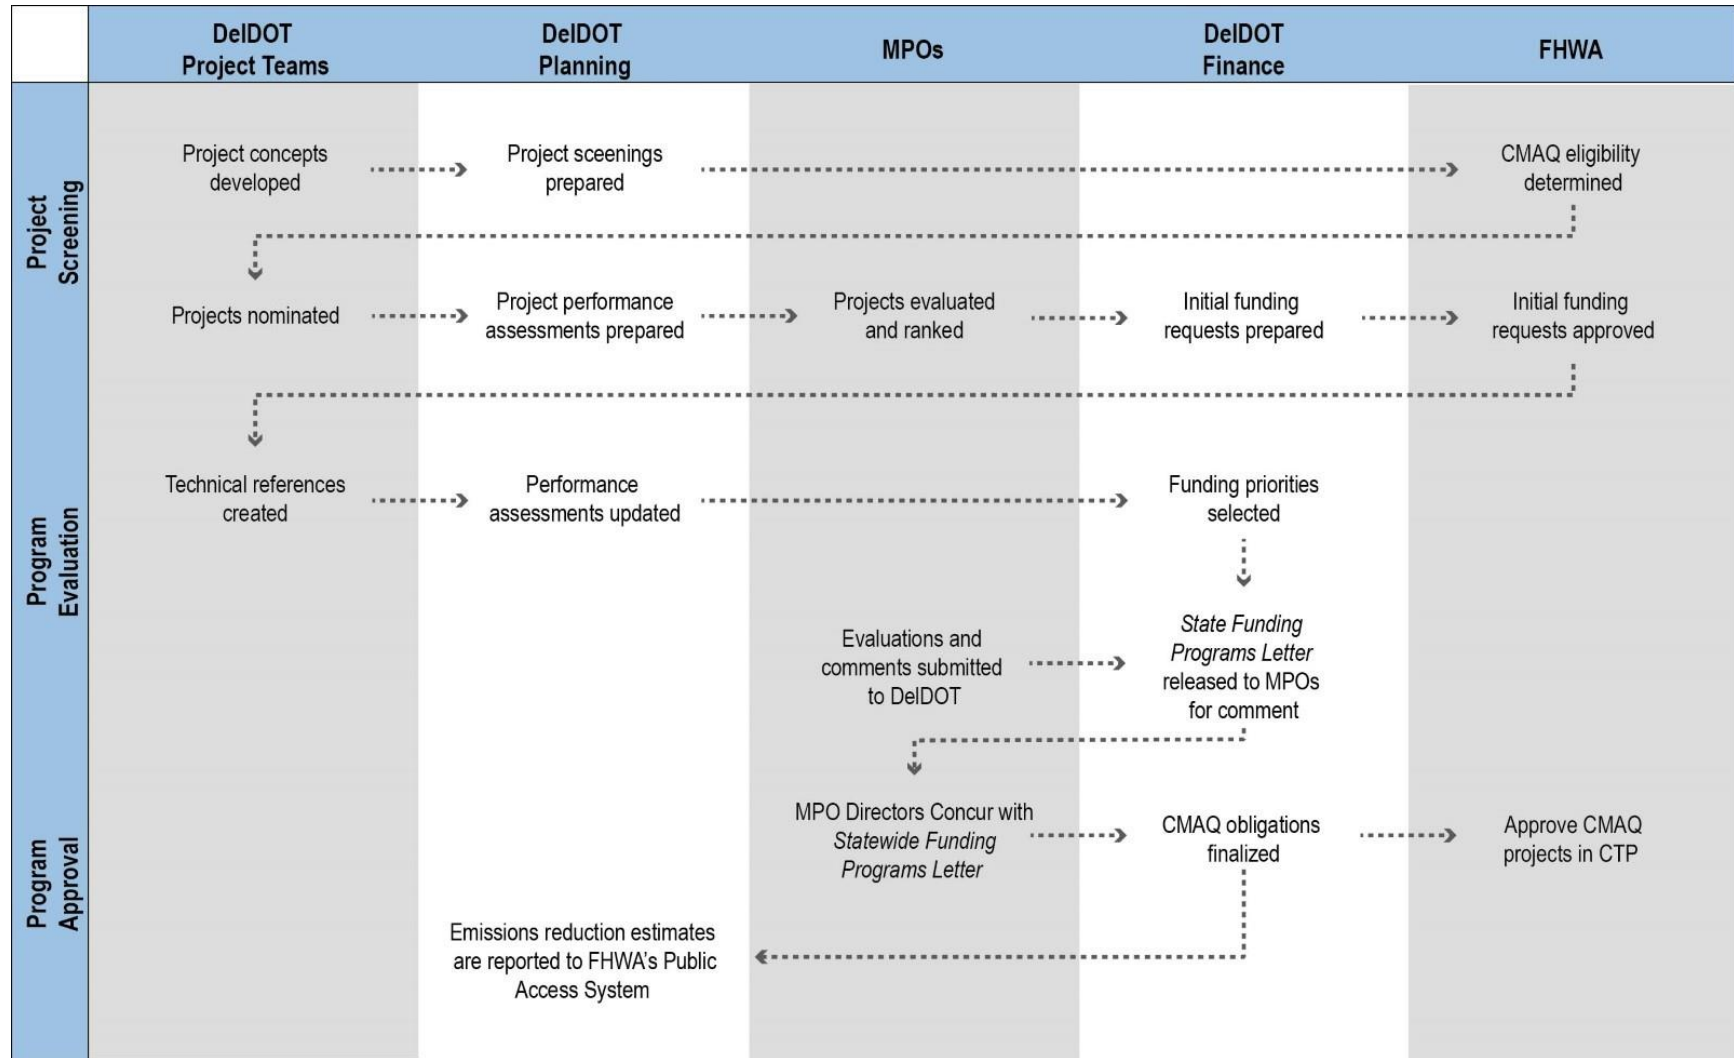 DelDOT
Project Teams
DelDOT
Planning
MPOs
DelDOT
Finance
FHWA
Project
Screening
Project concepts
developed
Project sceenings
prepared
CMAQ eligibility
determined
Projects nominated
Project performance
assessments prepared
Projects evaluated
and ranked
Initial funding
requests prepared
Initial funding
requests approved
Program
Evaluation
Technical references
created
Performance
assessments updated
Funding priorities
selected
Evaluations and
comments submitted
to DelDOT
State Funding
Programs Letter
released to MPOs
for comment
Program
Approval
MPO Directors Concur with
Statewide Funding
Programs Letter
CMAQ obligations
finalized
Approve CMAQ
projects in CTP
Emissions reduction estimates
are reported to FHWA's Public
Access System